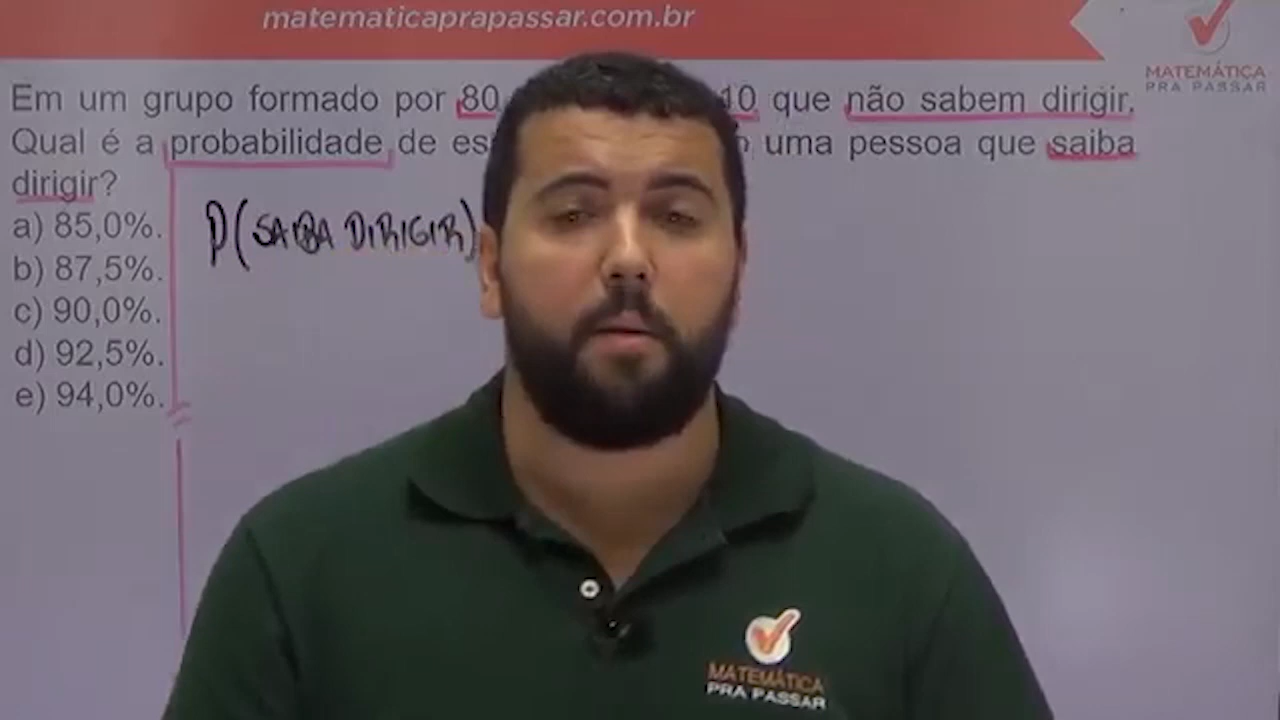 matematicaprapassar.com.br
MATEMÁTICA
PRA PASSAR
Em um grupo formado por 80 10 que não sabem dirigir.
Qual é a probabilidade de uma pessoa que saiba
dirigir?
a) 85,0%.
P(SAIBA DIRIGIR)
b) 87,5%.
c) 90,0%.
d) 92,5%.
e) 94,0%.
MATEMÁTICA
PRA PASSAR